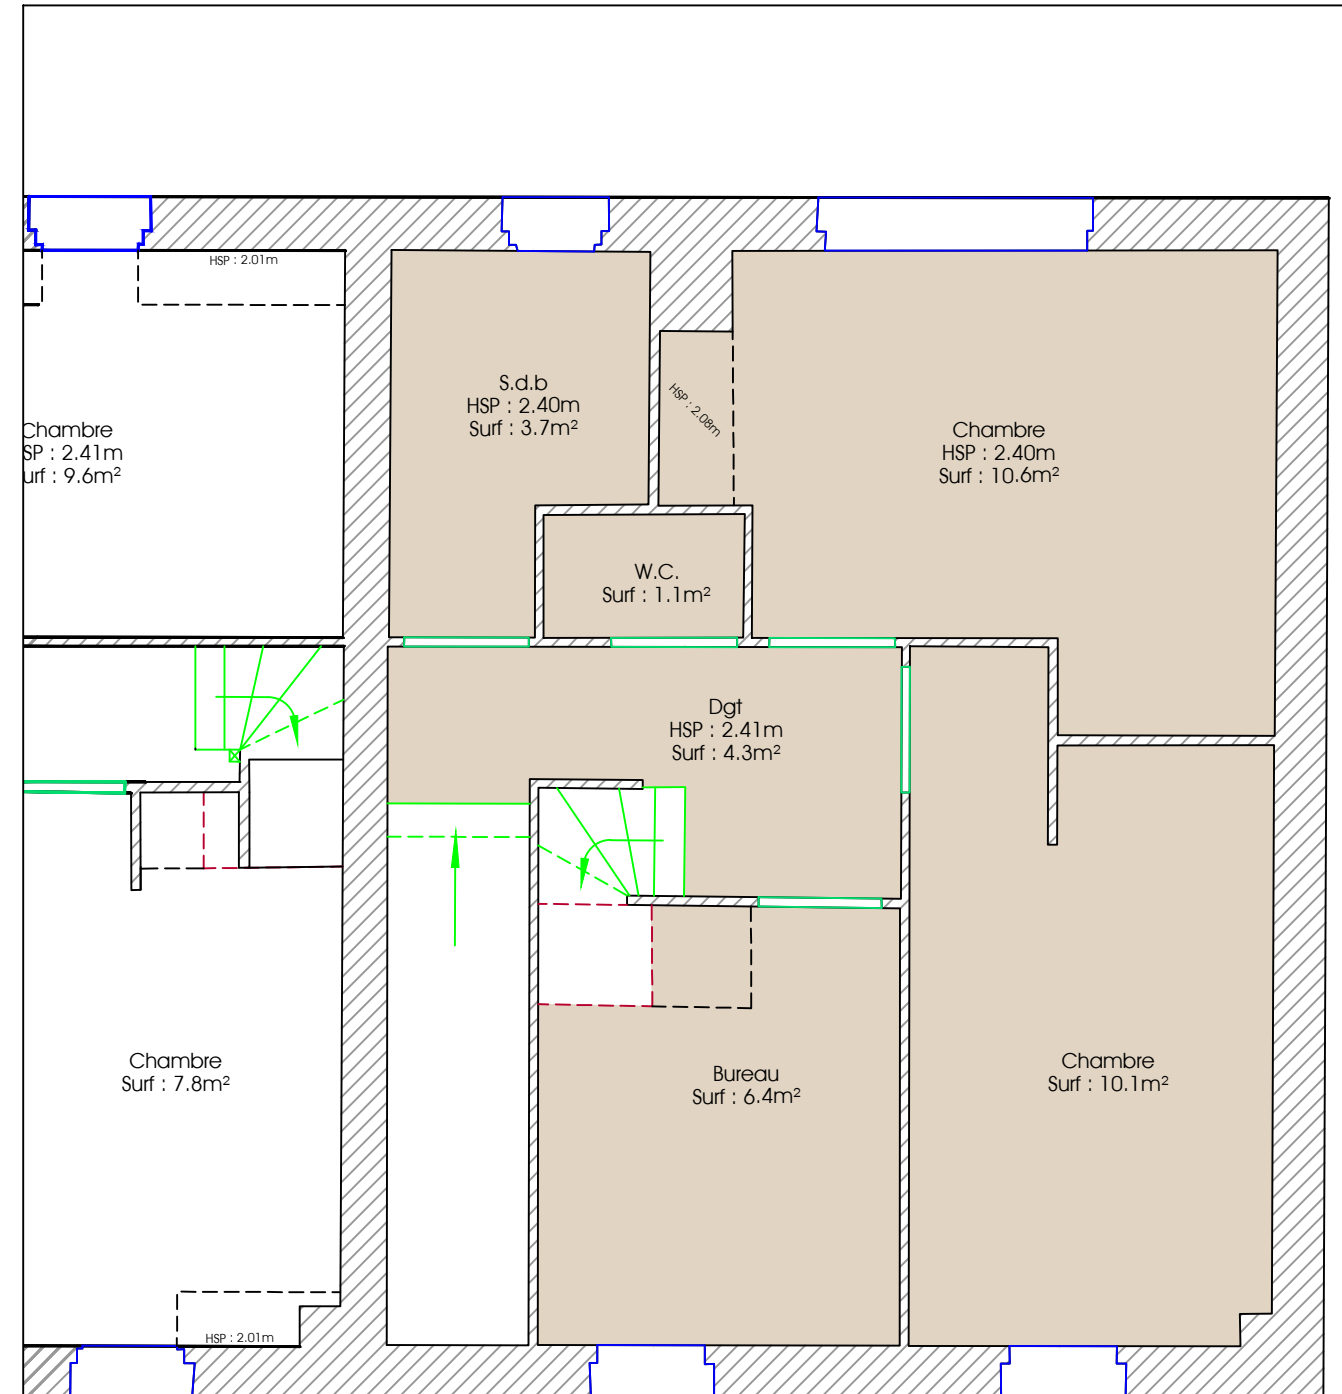 HSP : 2.01m
Chambre
SP : 2.41m
urf : 9.6m²
S.d.b
HSP : 2.40m
Surf : 3.7m²
HSP : 2.08m
Chambre
HSP : 2.40m
Surf : 10.6m²
W.C.
Surf : 1.1m²
Dgt
HSP : 2.41m
Surf : 4.3m²
Chambre
Surf : 7.8m²
Bureau
Surf : 6.4m²
Chambre
Surf : 10.1m²
HSP : 2.01m